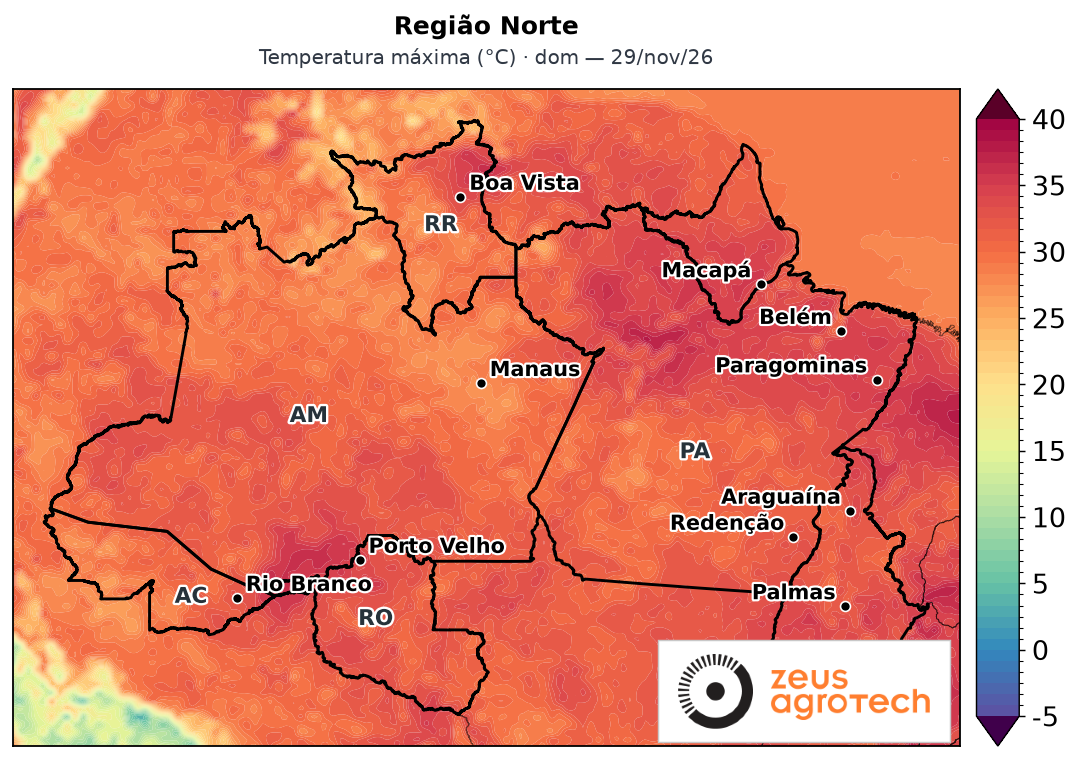 Região Norte
Temperatura máxima (°C) · dom — 29/nov/26
40
35
30
25
20
15
10
5
0
-5
Boa Vista
RR
Macapá
Belém
Paragominas
Manaus
AM
PA
Araguaína
Redenção
Porto Velho
Rio Branco
AC
RO
Palmas
zeus
agrotech